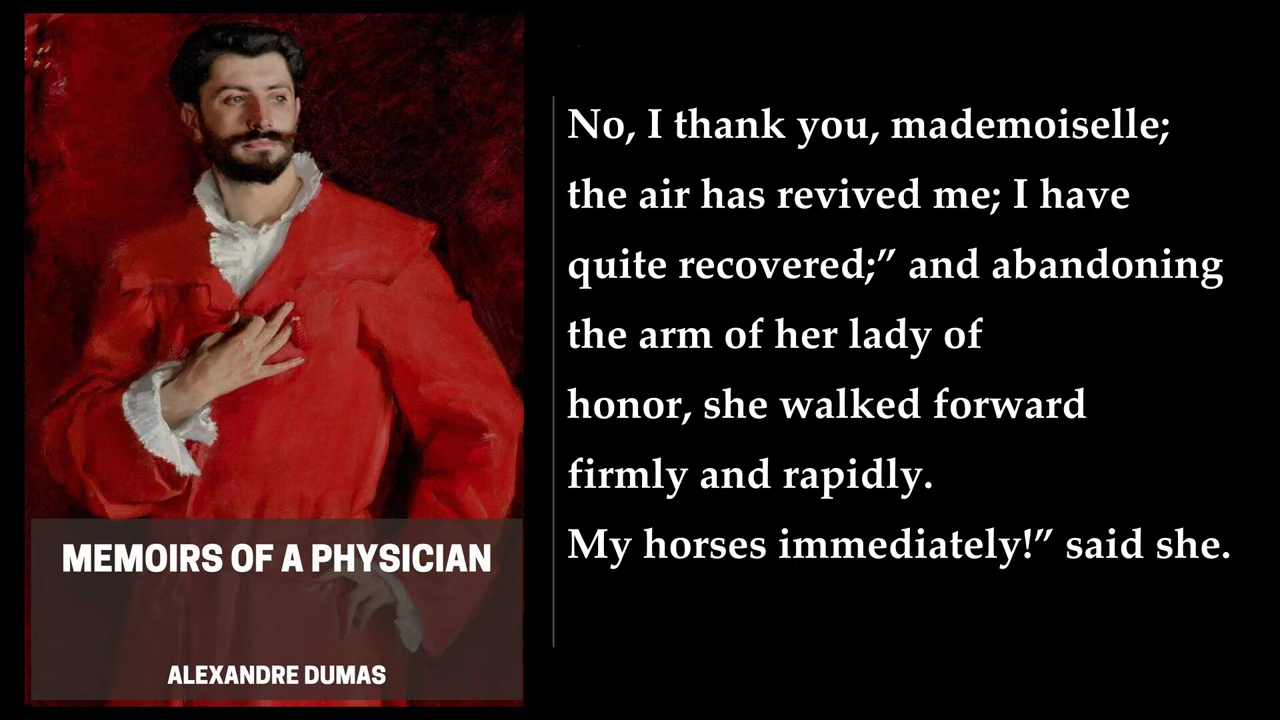 No, I thank you, mademoiselle;
the air has revived me; I have
quite recovered;” and abandoning
the arm of her lady of
honor, she walked forward
firmly and rapidly.
My horses immediately!” said she.
MEMOIRS OF A PHYSICIAN
ALEXANDRE DUMAS